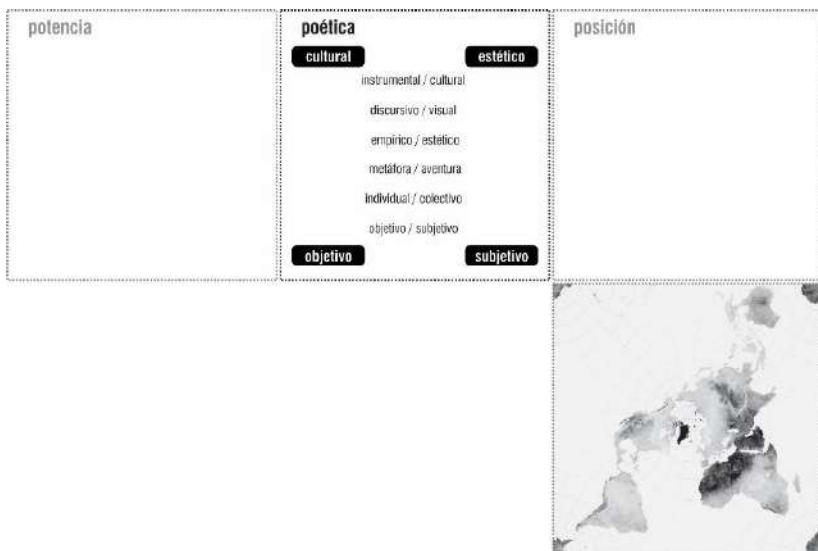 potencia
poética
posición
cultural
estético
instrumental / cultural
discursivo / visual
empírico / estético
metáfora / aventura
individual / colectivo
objetivo / subjetivo
objetivo
subjetivo